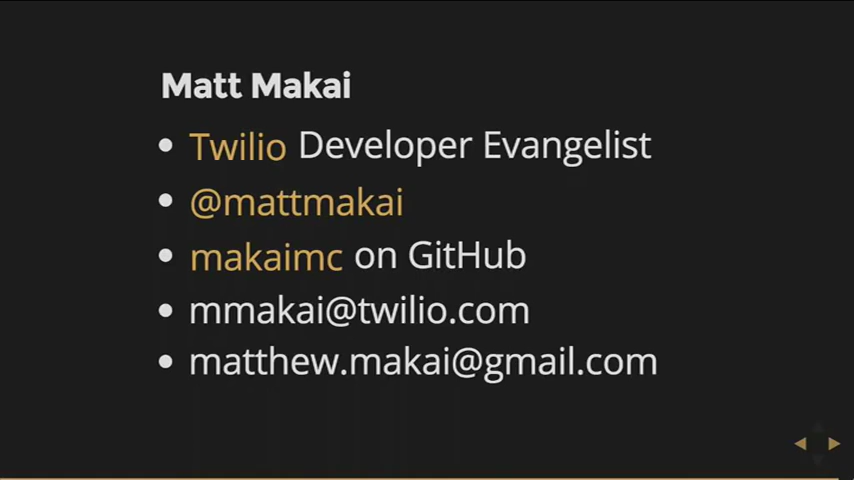 Matt Makai
Twilio Developer Evangelist
@mattmakai
makaimc on GitHub
mmakai@twilio.com
matthew.makai@gmail.com